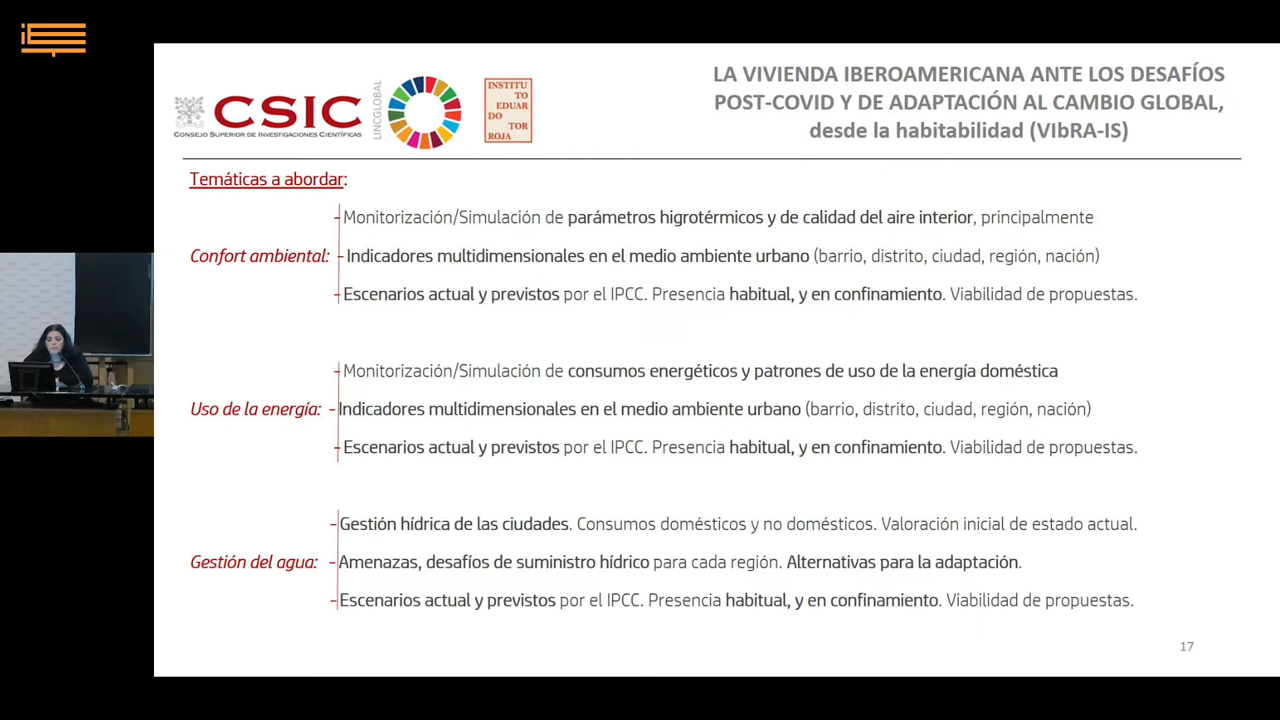 CSIC
CONSEJO SUPERIOR DE INVESTIGACIONES CIENTÍFICAS
LINCGLOBAL
INSTITU
TO
EDUAR
DO TOR
ROJA
LA VIVIENDA IBEROAMERICANA ANTE LOS DESAFÍOS
POST-COVID Y DE ADAPTACIÓN AL CAMBIO GLOBAL,
desde la habitabilidad (VIbRA-IS)
Temáticas a abordar:
- Monitorización/Simulación de parámetros higrotérmicos y de calidad del aire interior, principalmente
Confort ambiental: - Indicadores multidimensionales en el medio ambiente urbano (barrio, distrito, ciudad, región, nación)
- Escenarios actual y previstos por el IPCC. Presencia habitual, y en confinamiento. Viabilidad de propuestas.
- Monitorización/Simulación de consumos energéticos y patrones de uso de la energía doméstica
Uso de la energía: - Indicadores multidimensionales en el medio ambiente urbano (barrio, distrito, ciudad, región, nación)
- Escenarios actual y previstos por el IPCC. Presencia habitual, y en confinamiento. Viabilidad de propuestas.
- Gestión hídrica de las ciudades. Consumos domésticos y no domésticos. Valoración inicial de estado actual.
Gestión del agua: - Amenazas, desafíos de suministro hídrico para cada región. Alternativas para la adaptación.
- Escenarios actual y previstos por el IPCC. Presencia habitual, y en confinamiento. Viabilidad de propuestas.
17